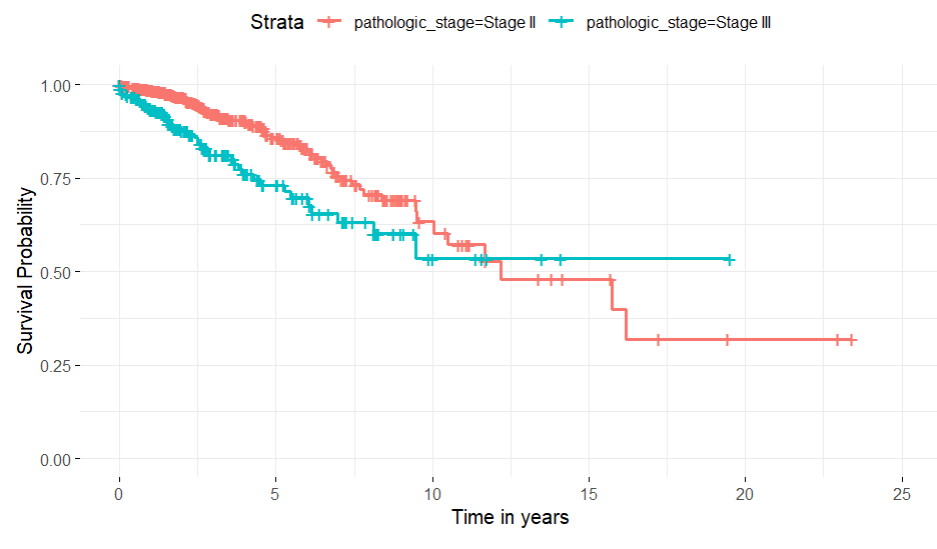 Strata pathologic_stage=Stage II pathologic_stage=Stage III
Survival Probability
1.00
0.75
0.50
0.25
0.00
0 5 10 15 20 25
Time in years